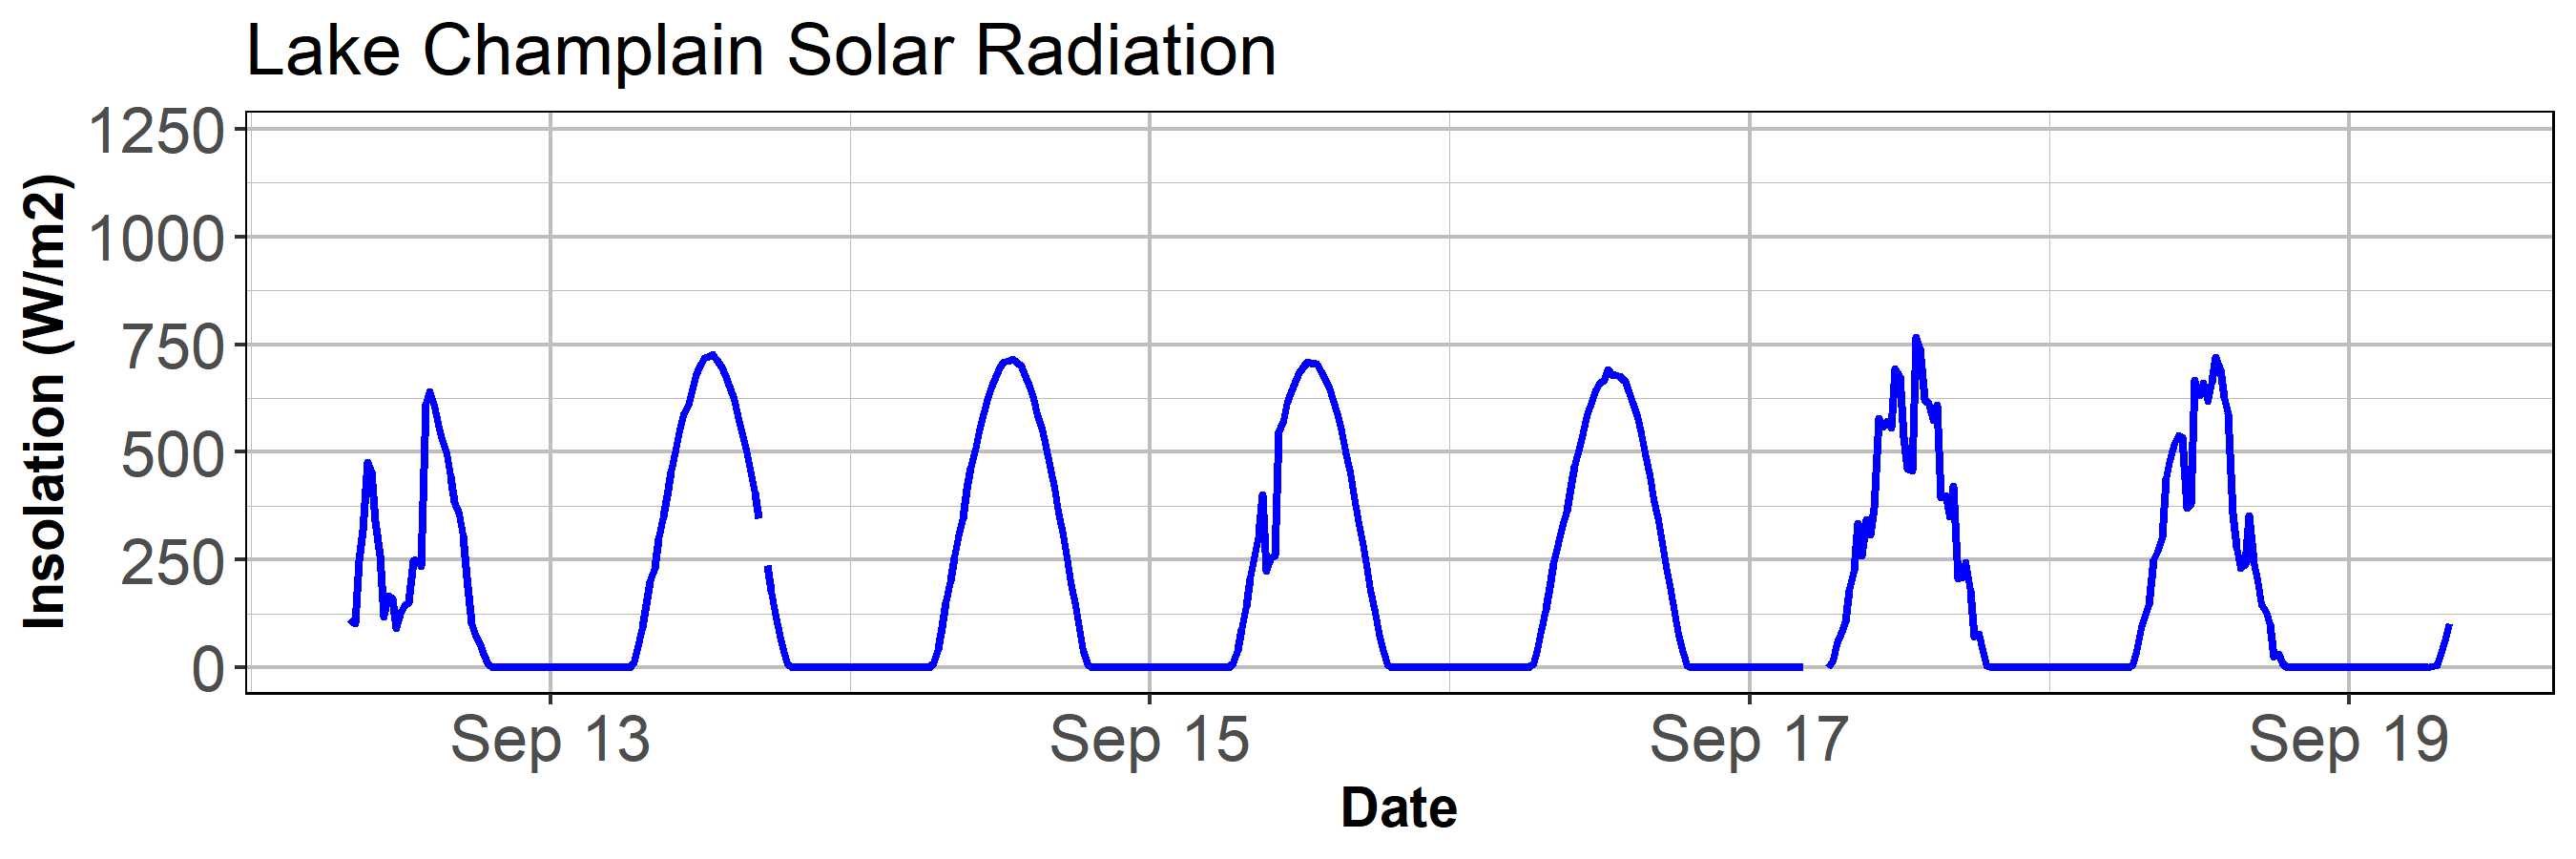 Lake Champlain Solar Radiation
1250
1000
750
500
250
0
Insolation (W/m2)
Sep 13 Sep 15 Sep 17 Sep 19
Date